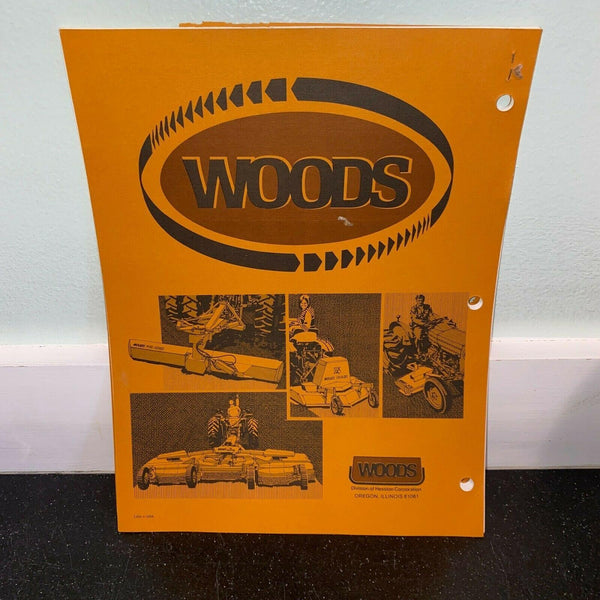 WOODS
WOODS
Division of Hesston Corporation
OREGON, ILLINOIS 61061